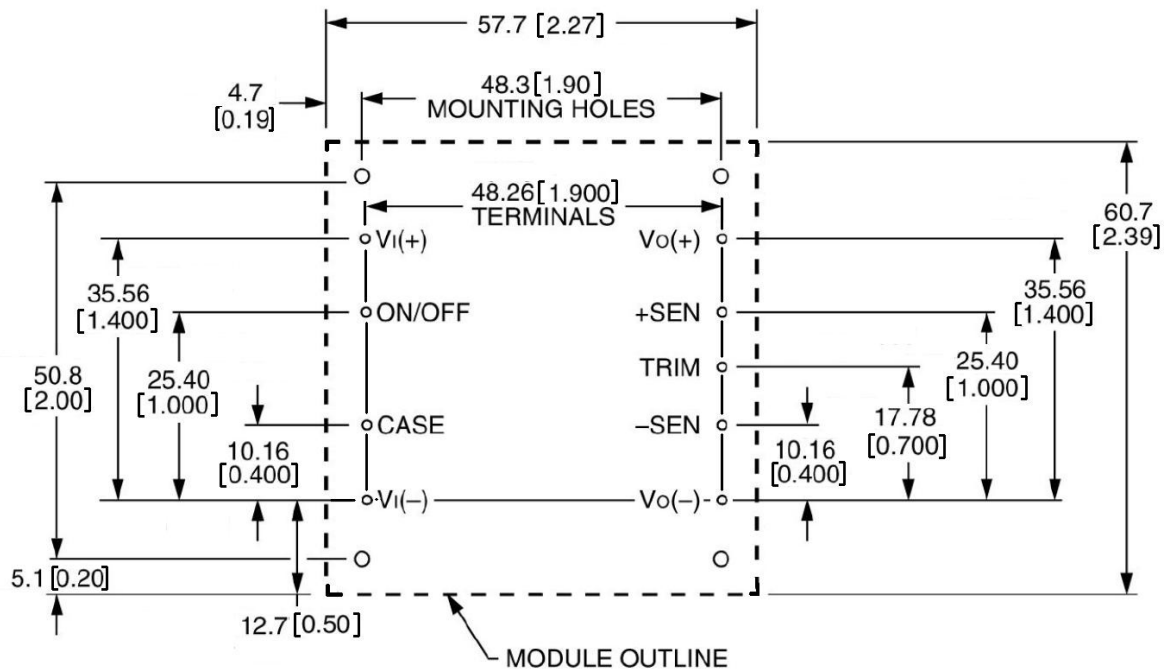 57.7 [2.27]
4.7
[0.19]
48.3[1.90]
MOUNTING HOLES
48.26[1.900]
TERMINALS
60.7
[2.39]
VI(+)
VO(+)
35.56
[1.400]
35.56
[1.400]
ON/OFF
+SEN
50.8
[2.00]
25.40
[1.000]
TRIM
25.40
[1.000]
CASE
–SEN
17.78
[0.700]
10.16
[0.400]
10.16
[0.400]
VI(–)
VO(–)
5.1[0.20]
12.7[0.50]
MODULE OUTLINE